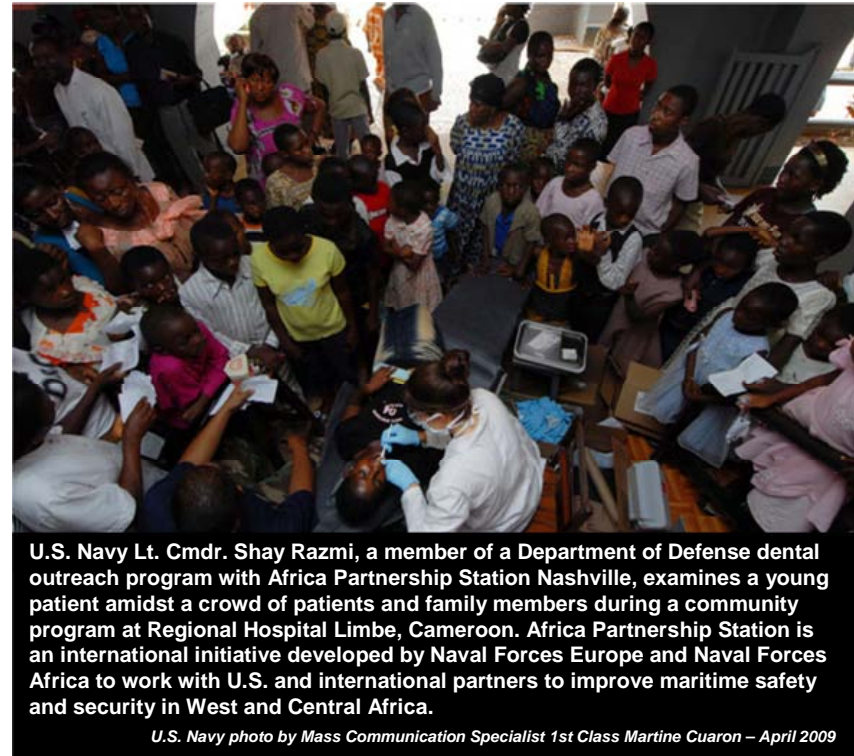 U.S. Navy Lt. Cmdr. Shay Razmi, a member of a Department of Defense dental
outreach program with Africa Partnership Station Nashville, examines a young
patient amidst a crowd of patients and family members during a community
program at Regional Hospital Limbe, Cameroon. Africa Partnership Station is
an international initiative developed by Naval Forces Europe and Naval Forces
Africa to work with U.S. and international partners to improve maritime safety
and security in West and Central Africa.
U.S. Navy photo by Mass Communication Specialist 1st Class Martine Cuaron – April 2009